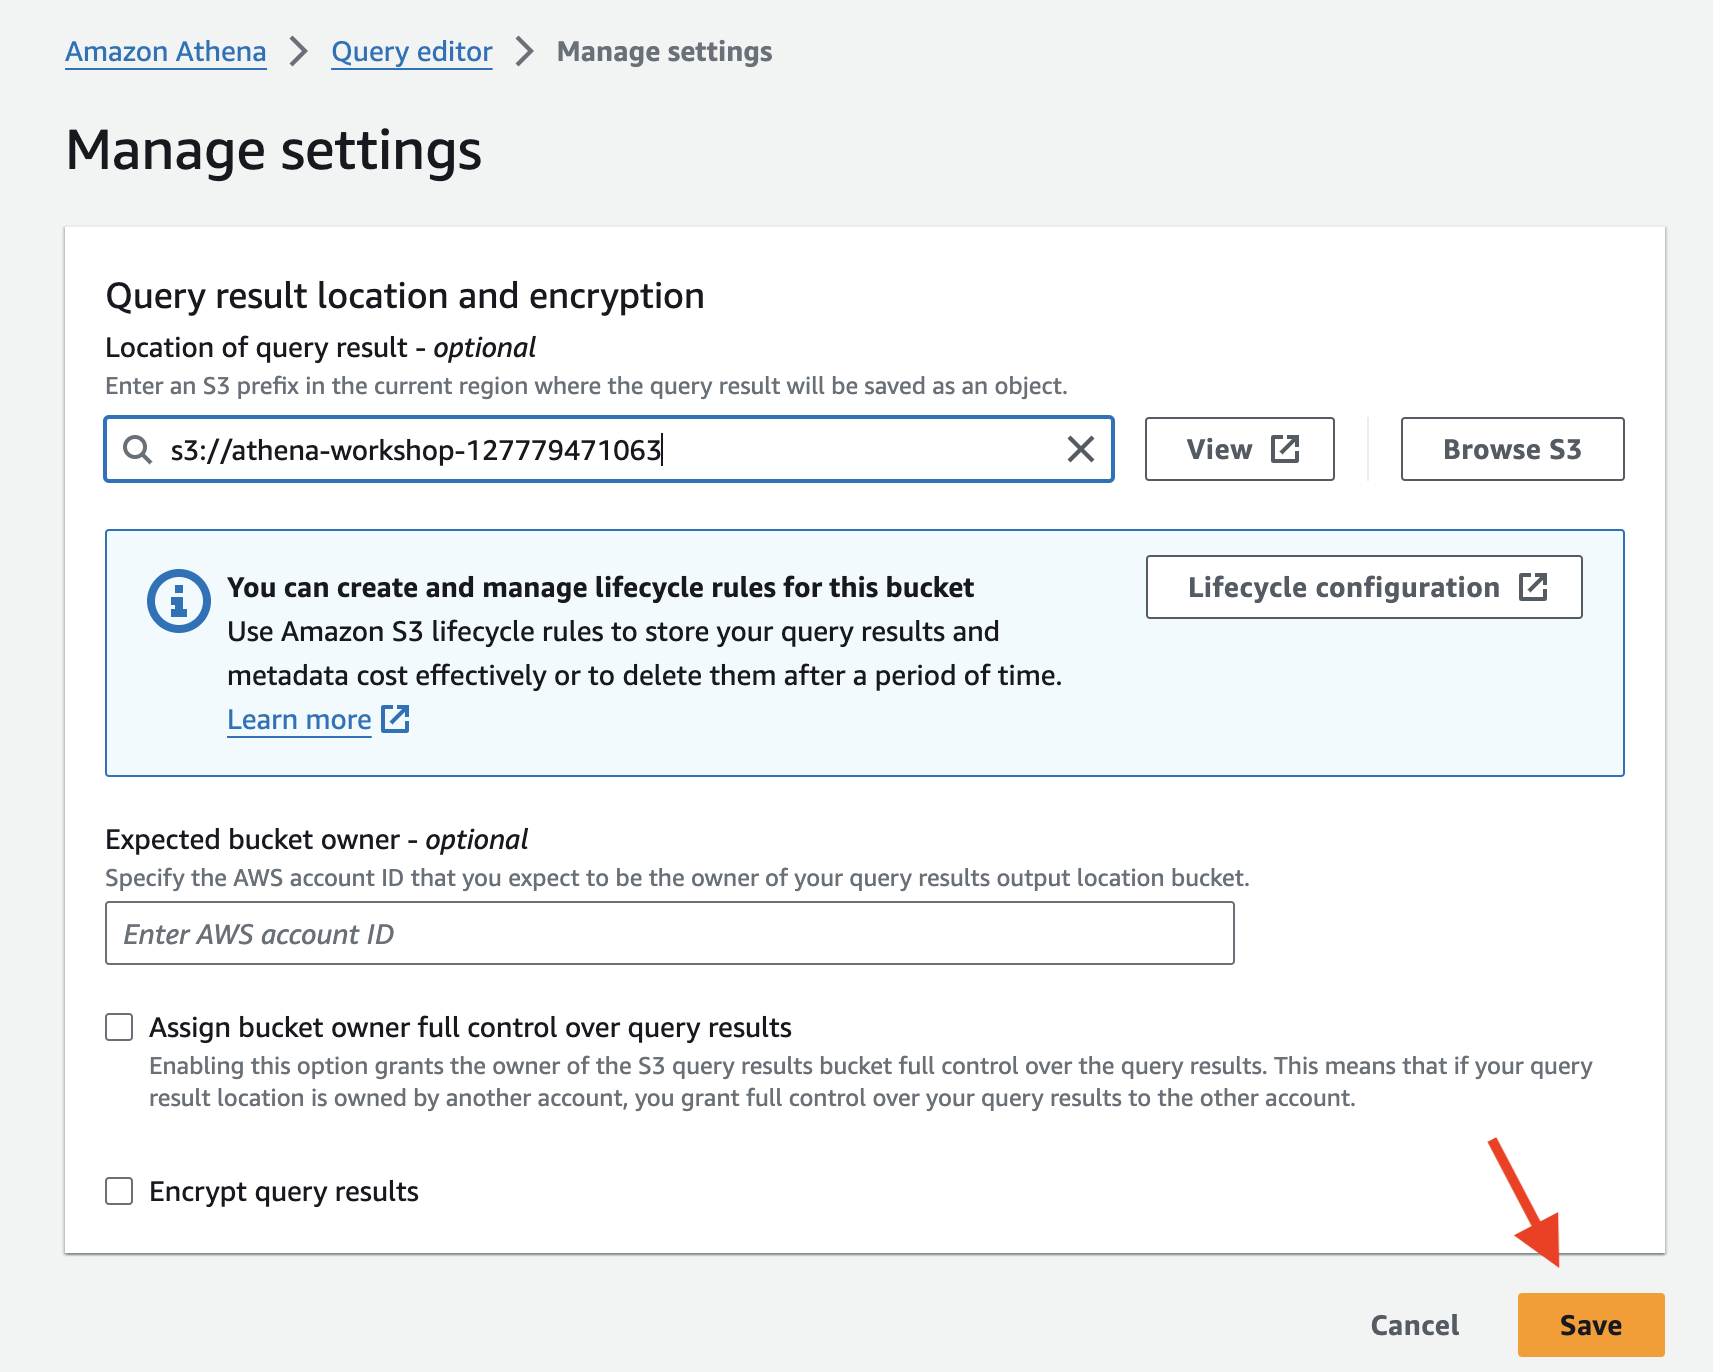 Amazon Athena > Query editor > Manage settings
Manage settings
Query result location and encryption
Location of query result - optional
Enter an S3 prefix in the current region where the query result will be saved as an object.
s3://athena-workshop-127779471063
View
Browse S3
You can create and manage lifecycle rules for this bucket
Lifecycle configuration
Use Amazon S3 lifecycle rules to store your query results and
metadata cost effectively or to delete them after a period of time.
Learn more
Expected bucket owner - optional
Specify the AWS account ID that you expect to be the owner of your query results output location bucket.
Enter AWS account ID
Assign bucket owner full control over query results
Enabling this option grants the owner of the S3 query results bucket full control over the query results. This means that if your query
result location is owned by another account, you grant full control over your query results to the other account.
Encrypt query results
Cancel
Save